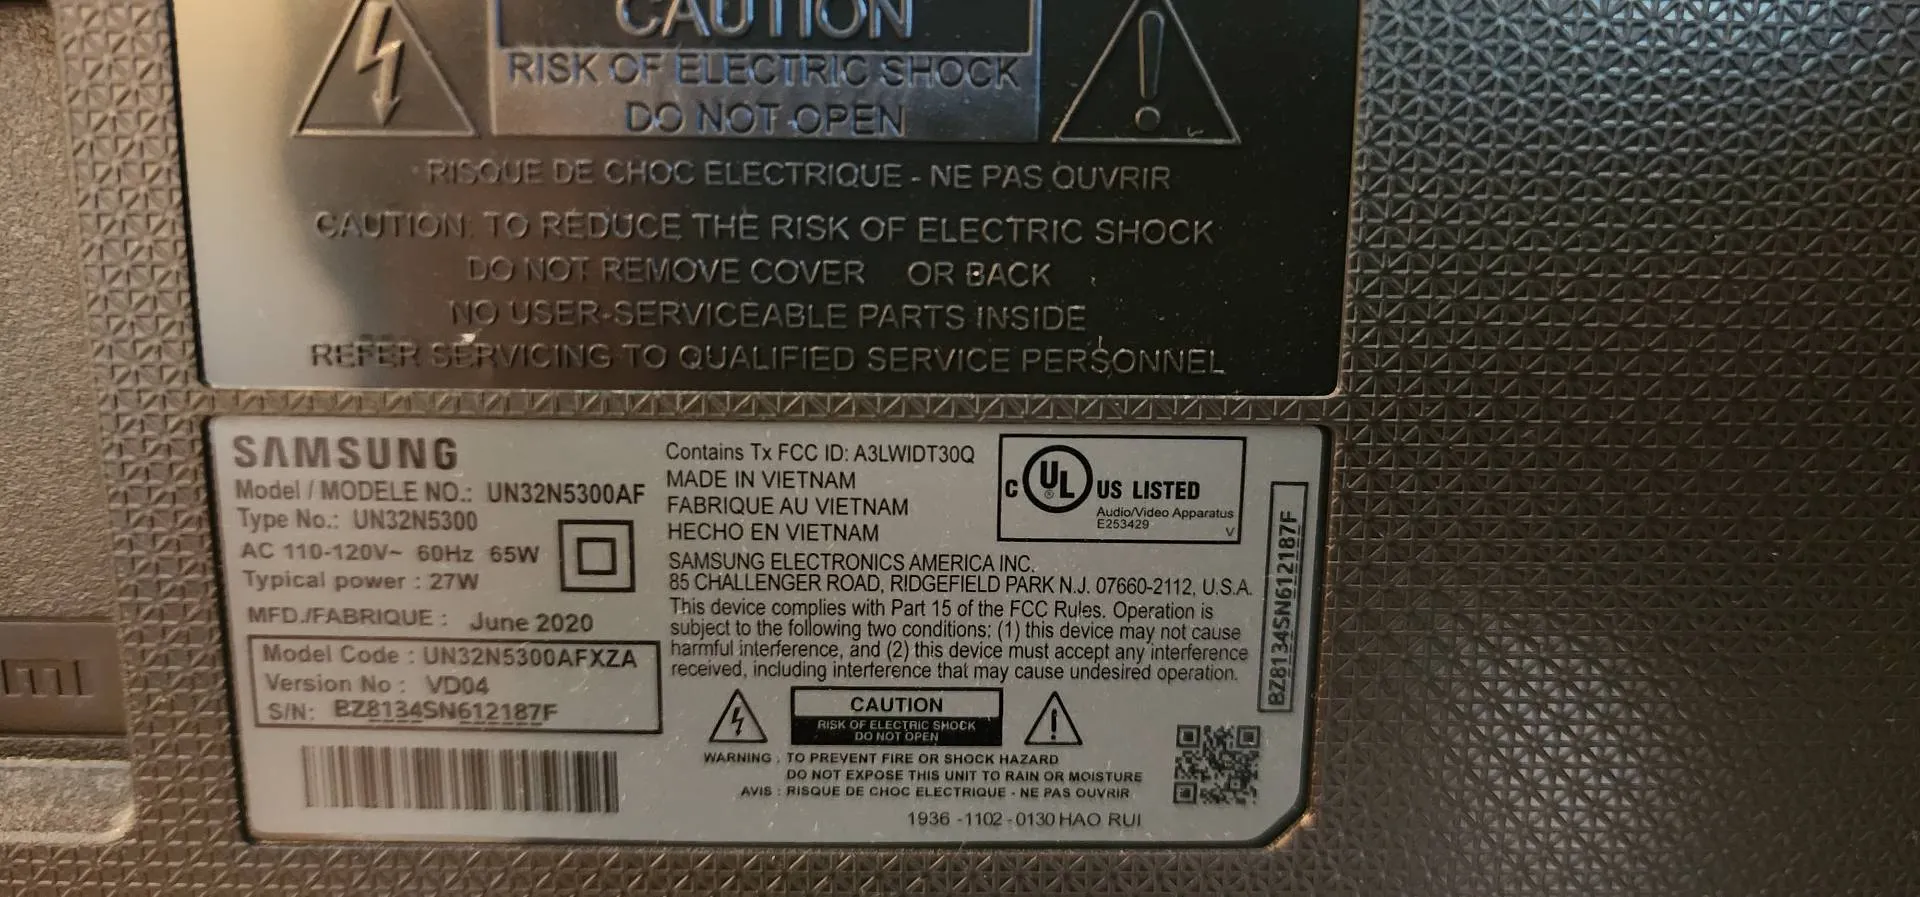 CAUTION
RISK OF ELECTRIC SHOCK
DO NOT OPEN
RISQUE DE CHOC ELECTRIQUE - NE PAS OUVRIR
CAUTION: TO REDUCE THE RISK OF ELECTRIC SHOCK
DO NOT REMOVE COVER OR BACK
NO USER-SERVICEABLE PARTS INSIDE
REFER SERVICING TO QUALIFIED SERVICE PERSONNEL
SAMSUNG
Model / MODELE NO.: UN32N5300AF
Type No.: UN32N5300
AC 110-120V~ 60Hz 65W
Typical power : 27W
MFD./FABRIQUE : June 2020
Model Code : UN32N5300AFXZA
Version No : VD04
S/N: BZ8134SN612187F
Contains Tx FCC ID: A3LWIDT30Q
MADE IN VIETNAM
FABRIQUE AU VIETNAM
HECHO EN VIETNAM
C UL ® US LISTED
Audio/Video Apparatus
E253429
V
SAMSUNG ELECTRONICS AMERICA INC.
85 CHALLENGER ROAD, RIDGEFIELD PARK N.J. 07660-2112, U.S.A.
This device complies with Part 15 of the FCC Rules. Operation is
subject to the following two conditions: (1) this device may not cause
harmful interference, and (2) this device must accept any interference
received, including interference that may cause undesired operation.
CAUTION
RISK OF ELECTRIC SHOCK
DO NOT OPEN
WARNING : TO PREVENT FIRE OR SHOCK HAZARD
DO NOT EXPOSE THIS UNIT TO RAIN OR MOISTURE
AVIS : RISQUE DE CHOC ELECTRIQUE - NE PAS OUVRIR
1936 -1102 - 0130 HAO RUI
BZ8134SN612187F